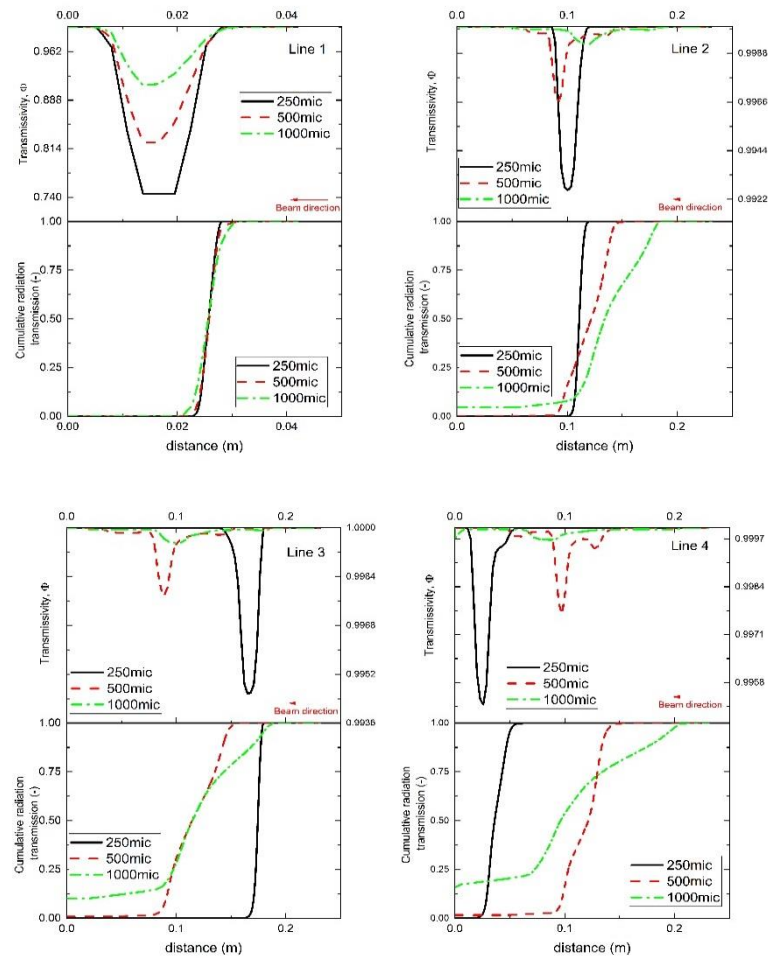 0.00 0.02 0.04
0.962
0.888
0.814
0.740
Transmissivity, Φ
Line 1
250mic
500mic
1000mic
Beam direction
1.00
0.75
0.50
0.25
0.00
Cumulative radiation
transmission (-)
250mic
500mic
1000mic
0.00 0.02 0.04
distance (m)
0.0 0.1 0.2
Transmissivity, Φ
Line 2
0.9988
0.9966
0.9944
0.9922
250mic
500mic
1000mic
Beam direction
1.00
0.75
0.50
0.25
0.00
Cumulative radiation
transmission (-)
250mic
500mic
1000mic
0.0 0.1 0.2
distance (m)
0.0 0.1 0.2
Transmissivity, Φ
Line 3
1.0000
0.9984
0.9968
0.9952
0.9936
250mic
500mic
1000mic
Beam direction
1.00
0.75
0.50
0.25
0.00
Cumulative radiation
transmission (-)
250mic
500mic
1000mic
0.0 0.1 0.2
distance (m)
0.0 0.1 0.2
Transmissivity, Φ
Line 4
0.9997
0.9984
0.9971
0.9958
250mic
500mic
1000mic
Beam direction
1.00
0.75
0.50
0.25
0.00
Cumulative radiation
transmission (-)
250mic
500mic
1000mic
0.0 0.1 0.2
distance (m)